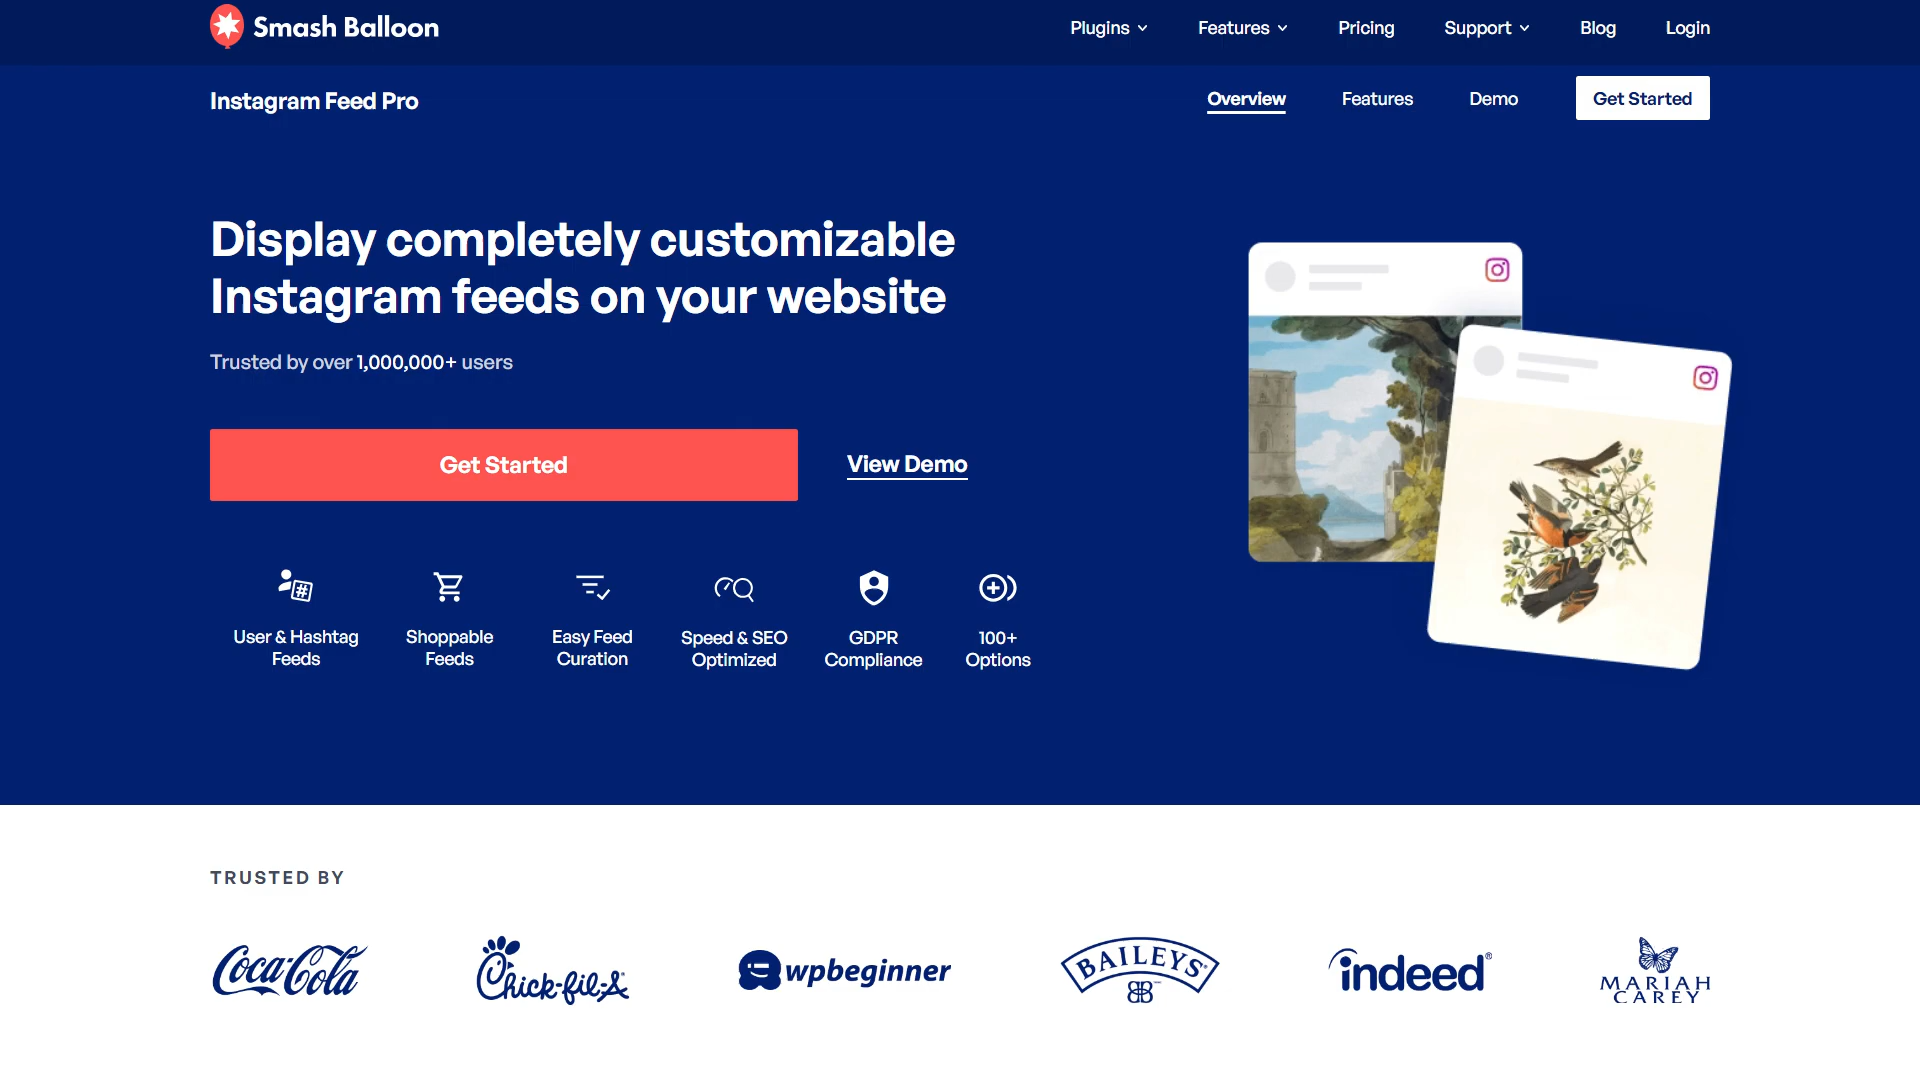 Smash Balloon
Plugins Features Pricing Support Blog Login
Instagram Feed Pro
Overview Features Demo Get Started
Display completely customizable
Instagram feeds on your website
Trusted by over 1,000,000+ users
Get Started View Demo
User & Hashtag
Feeds
Shoppable
Feeds
Easy Feed
Curation
Speed & SEO
Optimized
GDPR
Compliance
100+
Options
TRUSTED BY
Coca-Cola
Chick-fil-A
wpbeginner
BAILEYS
indeed®
MARIAH
CAREY